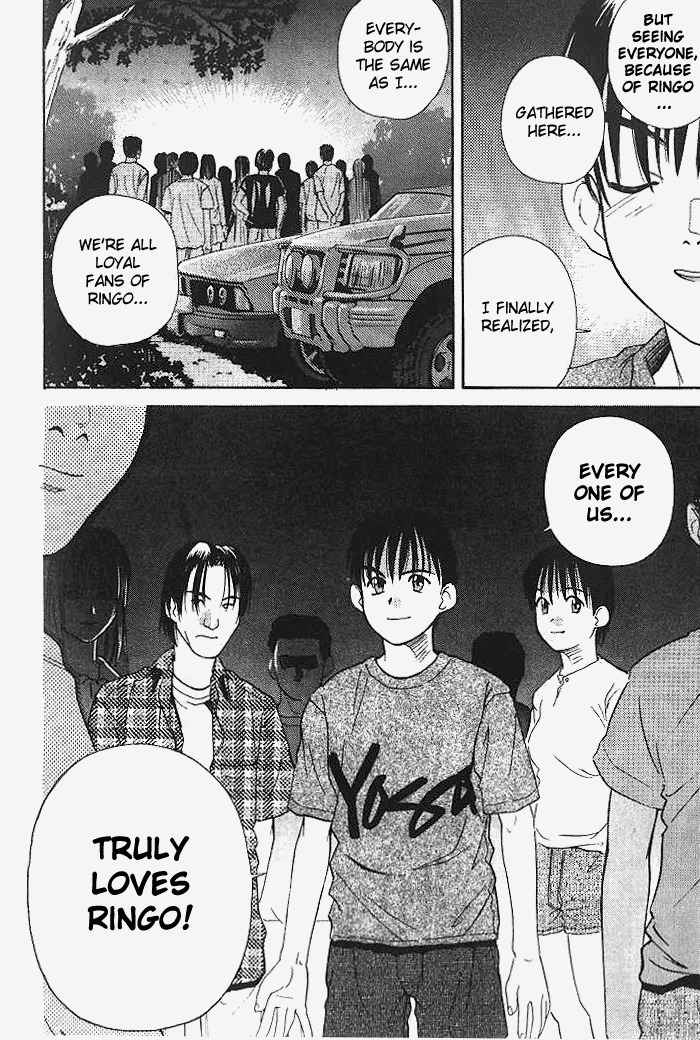 BUT
SEEING
EVERYONE,
BECAUSE
OF RINGO
...
GATHERED
HERE...
I FINALLY
REALIZED,
EVERY-
BODY IS
THE SAME
AS I...
WE'RE ALL
LOYAL
FANS OF
RINGO...
EVERY
ONE OF
US...
Yossa
TRULY
LOVES
RINGO!